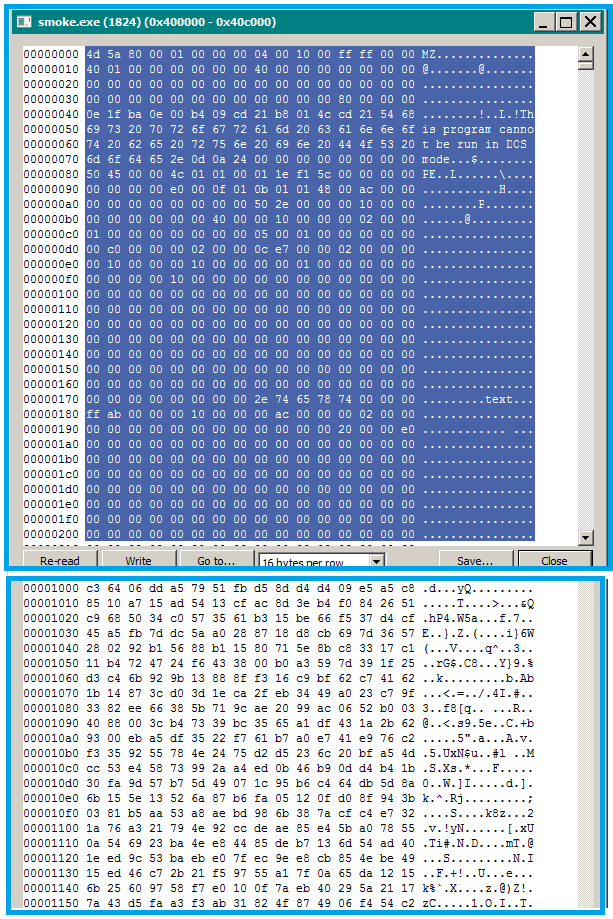 smoke.exe (1824) (0x400000 - 0x40c000)
00000000 4d 5a 80 00 01 00 00 00 04 00 10 00 ff ff 00 00 MZ..............
00000010 40 01 00 00 00 00 00 00 40 00 00 00 00 00 00 00 @.......@.......
00000020 00 00 00 00 00 00 00 00 00 00 00 00 00 00 00 00 ................
00000030 00 00 00 00 00 00 00 00 00 00 00 00 80 00 00 00 ................
00000040 0e 1f ba 0e 00 b4 09 cd 21 b8 01 4c cd 21 54 68 ........!..L.!Th
00000050 69 73 20 70 72 6f 67 72 61 6d 20 63 61 6e 6e 6f is program canno
00000060 74 20 62 65 20 72 75 6e 20 69 6e 20 44 4f 53 20 t be run in DOS
00000070 6d 6f 64 65 2e 0d 0a 24 00 00 00 00 00 00 00 00 mode...$........
00000080 50 45 00 00 4c 01 01 00 01 1e f1 5c 00 00 00 00 PE..L......\....
00000090 00 00 00 00 e0 00 0f 01 0b 01 01 48 00 ac 00 00 ...........H....
000000a0 00 00 00 00 00 00 00 00 50 2e 00 00 00 10 00 00 ........P.......
000000b0 00 00 00 00 00 00 40 00 00 10 00 00 00 02 00 00 ......@.........
000000c0 01 00 00 00 00 00 00 00 05 00 01 00 00 00 00 00 ................
000000d0 00 c0 00 00 00 02 00 00 0c e7 00 00 02 00 00 00 ................
000000e0 00 10 00 00 00 10 00 00 00 00 01 00 00 00 00 00 ................
000000f0 00 00 00 00 10 00 00 00 00 00 00 00 00 00 00 00 ................
00000100 00 00 00 00 00 00 00 00 00 00 00 00 00 00 00 00 ................
00000110 00 00 00 00 00 00 00 00 00 00 00 00 00 00 00 00 ................
00000120 00 00 00 00 00 00 00 00 00 00 00 00 00 00 00 00 ................
00000130 00 00 00 00 00 00 00 00 00 00 00 00 00 00 00 00 ................
00000140 00 00 00 00 00 00 00 00 00 00 00 00 00 00 00 00 ................
00000150 00 00 00 00 00 00 00 00 00 00 00 00 00 00 00 00 ................
00000160 00 00 00 00 00 00 00 00 00 00 00 00 00 00 00 00 ................
00000170 00 00 00 00 00 00 00 00 2e 74 65 78 74 00 00 00 .........text...
00000180 ff ab 00 00 00 10 00 00 00 ac 00 00 00 02 00 00 ................
00000190 00 00 00 00 00 00 00 00 00 00 00 00 20 00 00 e0 ............ ...
000001a0 00 00 00 00 00 00 00 00 00 00 00 00 00 00 00 00 ................
000001b0 00 00 00 00 00 00 00 00 00 00 00 00 00 00 00 00 ................
000001c0 00 00 00 00 00 00 00 00 00 00 00 00 00 00 00 00 ................
000001d0 00 00 00 00 00 00 00 00 00 00 00 00 00 00 00 00 ................
000001e0 00 00 00 00 00 00 00 00 00 00 00 00 00 00 00 00 ................
000001f0 00 00 00 00 00 00 00 00 00 00 00 00 00 00 00 00 ................
00000200 00 00 00 00 00 00 00 00 00 00 00 00 00 00 00 00 ................
Re-read Write Go to... 16 bytes per row Save... Close
00001000 c3 64 06 dd a5 79 51 fb d5 8d d4 d4 09 e5 a5 c8 .d...yQ.........
00001010 85 10 a7 15 ad 54 13 cf ac 8d 3e b4 f0 84 26 51 .....T....>...&Q
00001020 c9 68 50 34 c0 57 35 61 b3 15 be 66 f5 37 d4 cf .hP4.W5a...f.7..
00001030 45 a5 fb 7d dc 5a a0 28 87 18 d8 cb 69 7d 36 57 E..}.Z.(....i}6W
00001040 28 02 92 b1 56 88 b1 15 80 71 5e 8b c8 33 17 c1 (...V....q^..3..
00001050 11 b4 72 47 24 f6 43 38 00 b0 a3 59 7d 39 1f 25 ..rG$.C8...Y}9.%
00001060 d3 c4 6b 92 9b 13 88 8f f3 16 c9 bf 62 c7 41 62 ..k.........b.Ab
00001070 1b 14 87 3c d0 3d 1e ca 2f eb 34 49 a0 23 c7 9f ...<.=../.4I.#..
00001080 33 82 ee 66 38 5b 71 9c ae 20 99 ac 06 52 b0 03 3..f8[q.. ...R..
00001090 40 88 00 3c b4 73 39 bc 35 65 a1 df 43 1a 2b 62 @..<.s9.5e..C.+b
000010a0 93 00 eb a5 df 35 22 f7 61 b7 a0 e7 41 e9 76 c2 .....5".a...A.v.
000010b0 f3 35 92 55 78 4e 24 75 d2 d5 23 6c 20 bf a5 4d .5.UxN$u..#l ..M
000010c0 cc 53 e4 58 73 99 2a a4 ed 0b 46 b9 0d d4 b4 1b .S.Xs.*...F.....
000010d0 30 fa 9d 57 b7 5d 49 07 1c 95 b6 c4 64 db 5d 8a 0..W.]I.....d.].
000010e0 6b 15 5e 13 52 6a 87 b6 fa 05 12 0f d0 8f 94 3b k.^.Rj.........;
000010f0 03 81 b5 aa 53 a8 ae bd 98 6b 38 7a cf c4 e7 32 ....S....k8z...2
00001100 1a 76 a3 21 79 4e 92 cc de ae 85 e4 5b a0 78 55 .v.!yN......[.xU
00001110 0a 54 69 23 ba 4e e8 44 85 de b7 13 6d 54 ad 40 .Ti#.N.D....mT.@
00001120 1e ed 9c 53 ba eb e0 7f ec 9e e8 cb 85 4e be 49 ...S.........N.I
00001130 15 ed 46 c7 2b 21 f5 97 55 a1 7f 0a 65 da 12 15 ..F.+!..U...e...
00001140 6b 25 60 97 58 f7 e0 10 0f 7a eb 40 29 5a 21 17 k%`.X....z.@)Z!.
00001150 7a 43 d5 fa a3 f3 ab 31 82 4f 87 49 06 f4 54 c2 zC.....1.O.I..T.